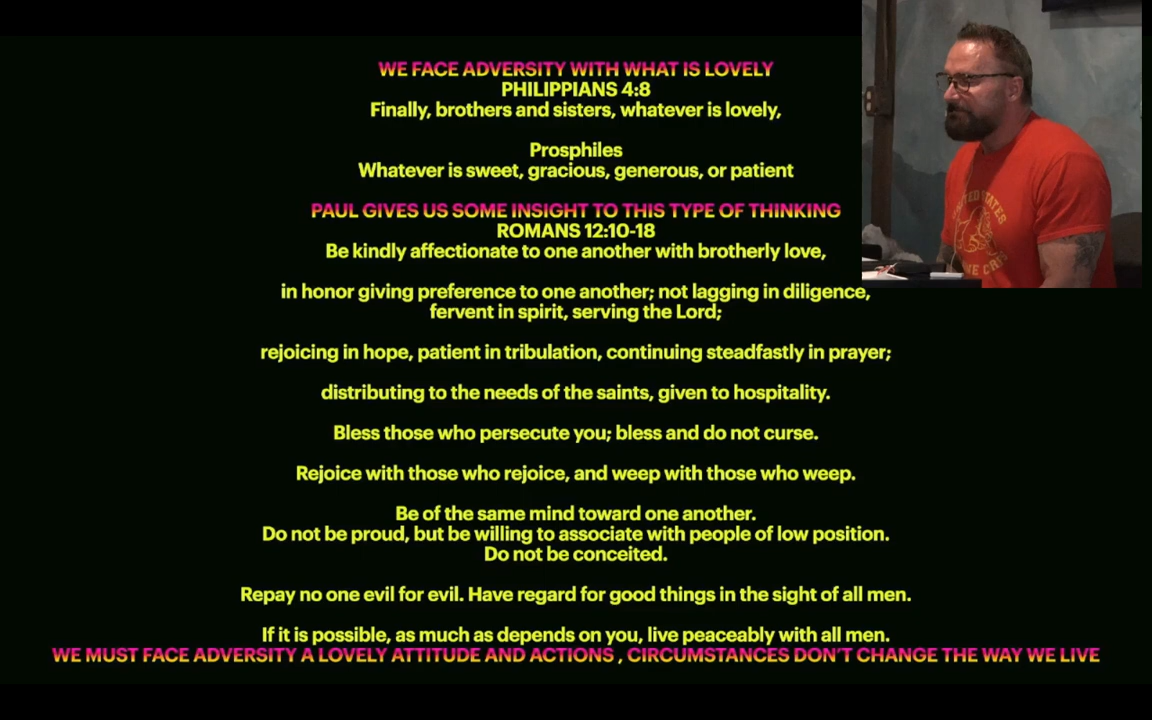 WE FACE ADVERSITY WITH WHAT IS LOVELY
PHILIPPIANS 4:8
Finally, brothers and sisters, whatever is lovely,
Prosphiles
Whatever is sweet, gracious, generous, or patient
PAUL GIVES US SOME INSIGHT TO THIS TYPE OF THINKING
ROMANS 12:10-18
Be kindly affectionate to one another with brotherly love,
in honor giving preference to one another; not lagging in diligence,
fervent in spirit, serving the Lord;
rejoicing in hope, patient in tribulation, continuing steadfastly in prayer;
distributing to the needs of the saints, given to hospitality.
Bless those who persecute you; bless and do not curse.
Rejoice with those who rejoice, and weep with those who weep.
Be of the same mind toward one another.
Do not be proud, but be willing to associate with people of low position.
Do not be conceited.
Repay no one evil for evil. Have regard for good things in the sight of all men.
If it is possible, as much as depends on you, live peaceably with all men.
WE MUST FACE ADVERSITY A LOVELY ATTITUDE AND ACTIONS , CIRCUMSTANCES DON'T CHANGE THE WAY WE LIVE